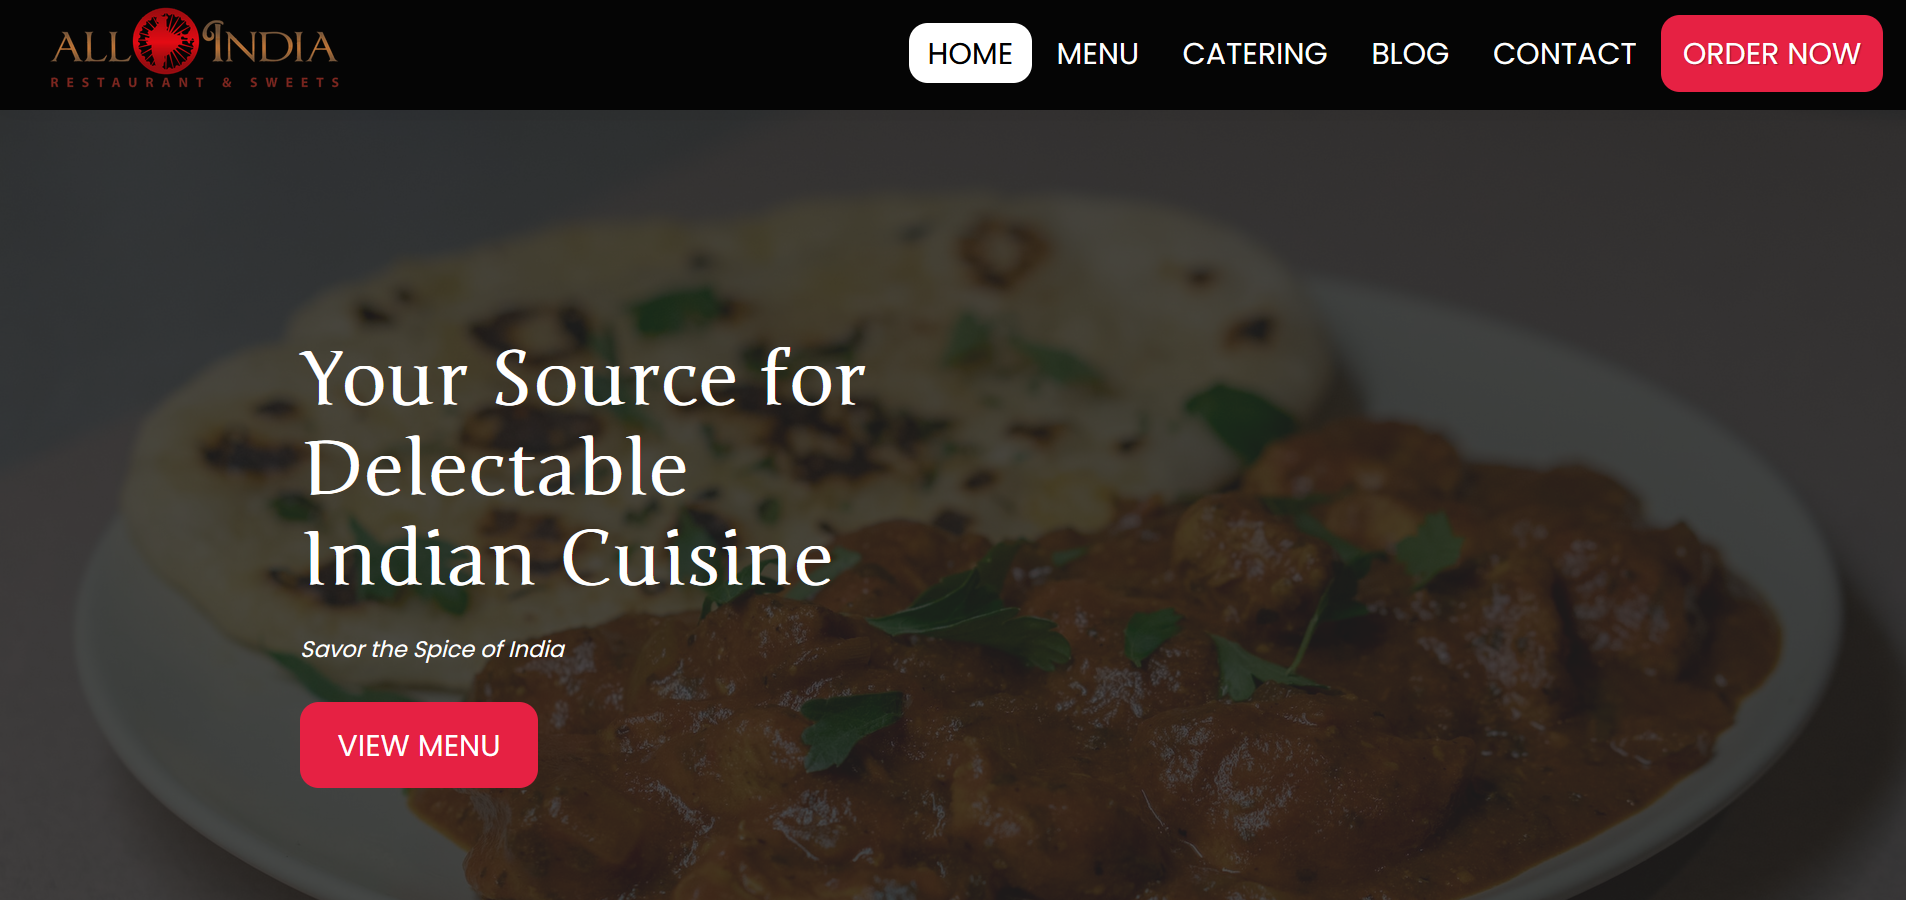 ALL INDIA
RESTAURANT & SWEETS
HOME MENU CATERING BLOG CONTACT ORDER NOW
Your Source for
Delectable
Indian Cuisine
Savor the Spice of India
VIEW MENU